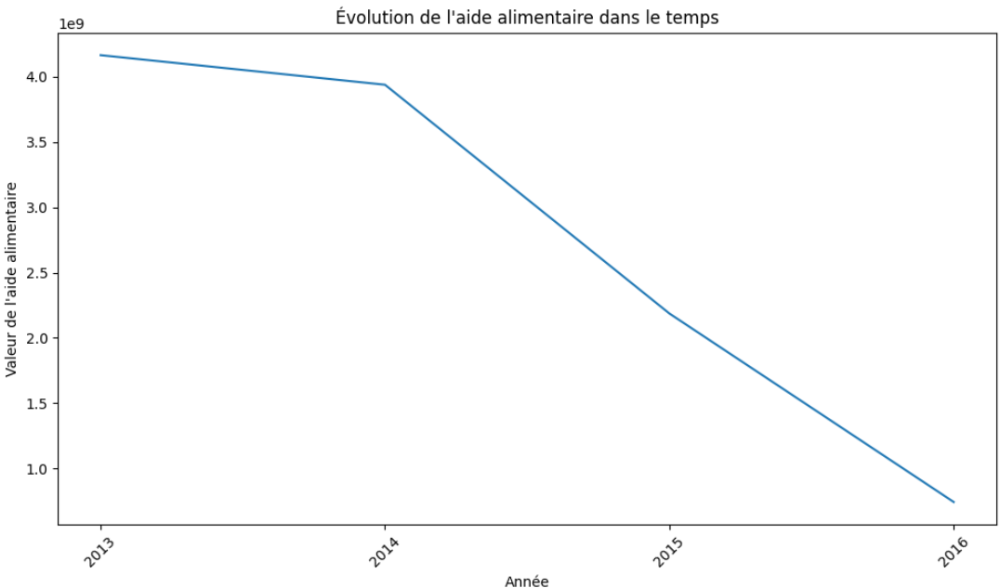 Évolution de l'aide alimentaire dans le temps
1e9
4.0
3.5
3.0
2.5
2.0
1.5
1.0
Valeur de l'aide alimentaire
2013
2014
2015
2016
Année